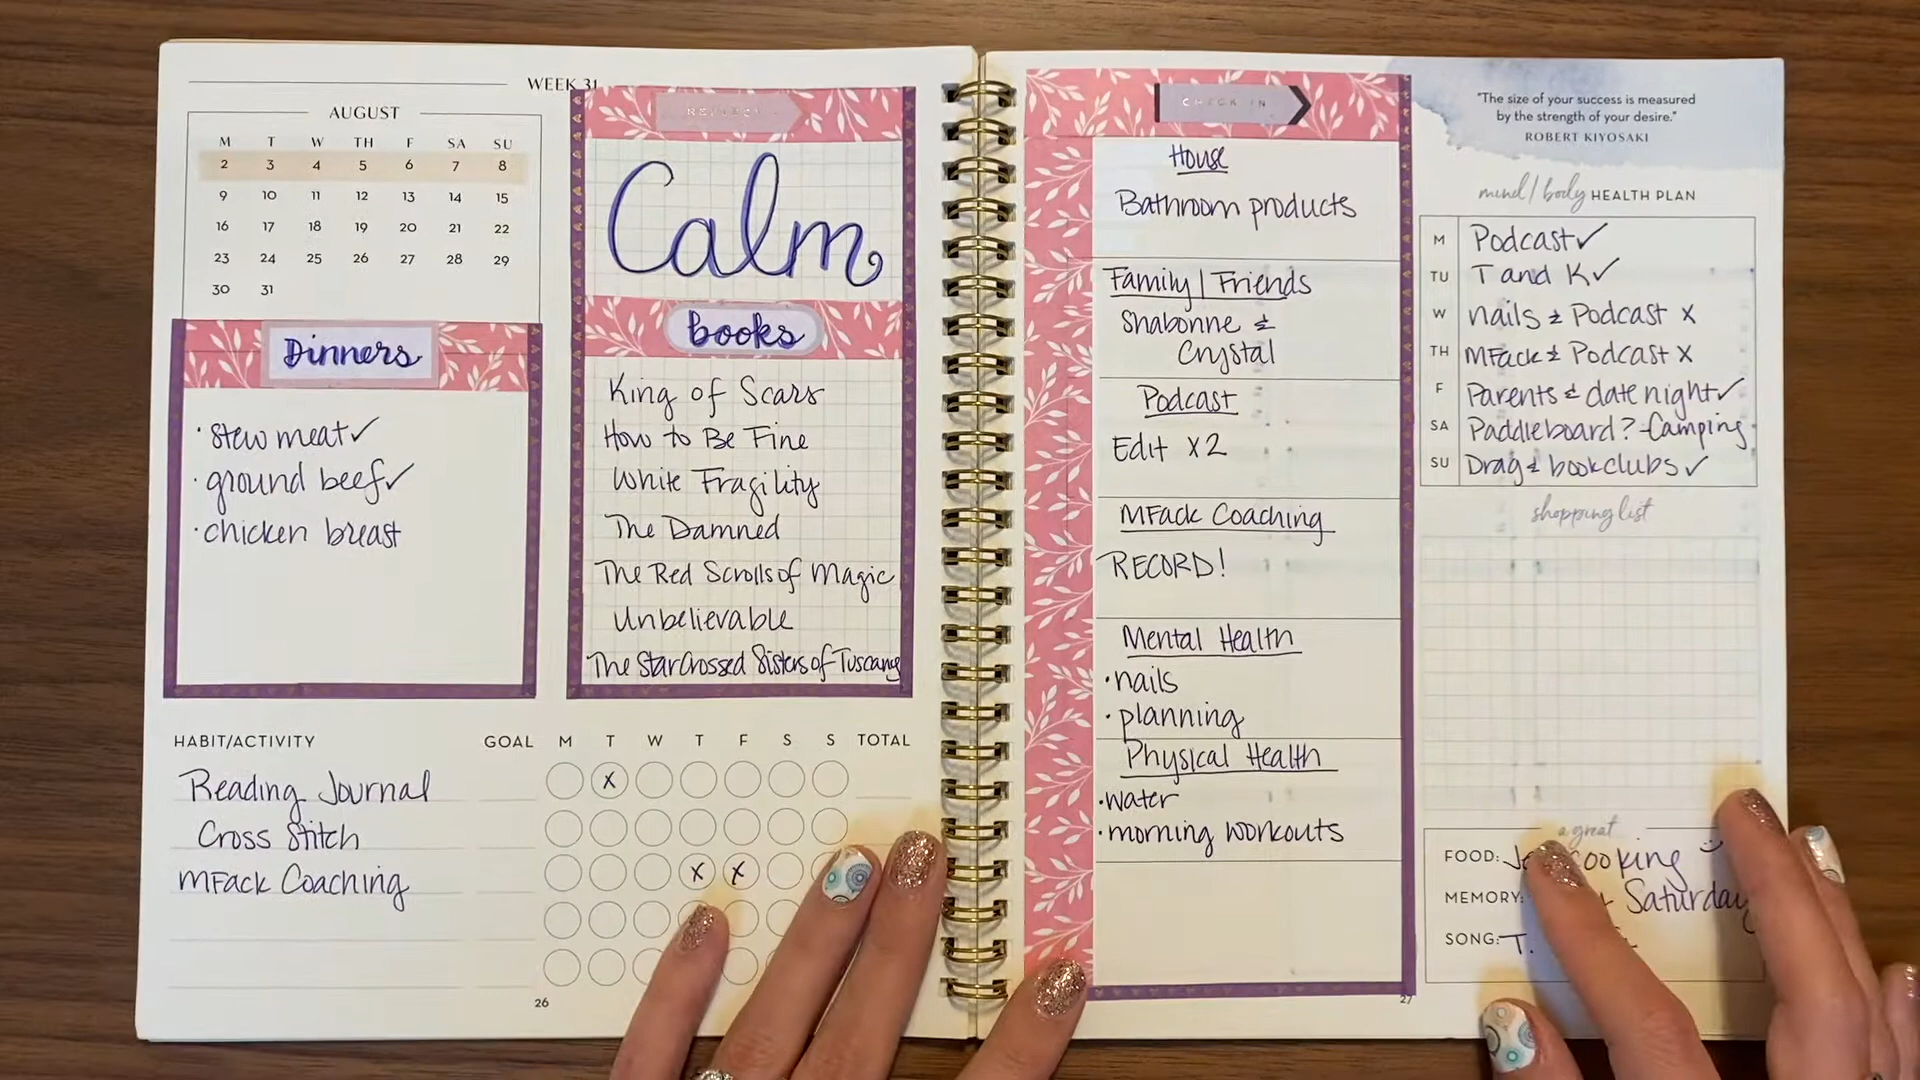 WEEK 31
AUGUST
M T W TH F SA SU
2 3 4 5 6 7 8
9 10 11 12 13 14 15
16 17 18 19 20 21 22
23 24 25 26 27 28 29
30 31
Dinners
· stew meat ✓
· ground beef ✓
· chicken breast
Calm
books
King of Scars
How to Be Fine
White Fragility
The Damned
The Red Scrolls of Magic
Unbelievable
The Star Crossed Sisters of Tuscany
HABIT/ACTIVITY GOAL M T W T F S S TOTAL
Reading Journal X
Cross Stitch
MFack Coaching X X
26
CHECK IN
House
Bathroom products
Family | Friends
Shabonne &
Crystal
Podcast
Edit X2
MFack Coaching
RECORD!
Mental Health
· nails
· planning
Physical Health
· water
· morning workouts
27
"The size of your success is measured
by the strength of your desire."
ROBERT KIYOSAKI
mind/body HEALTH PLAN
M Podcast ✓
TU T and K ✓
W nails & Podcast X
TH MFack & Podcast X
F Parents & date night ✓
SA Paddleboard? - Camping
SU Drag & bookclubs ✓
shopping list
a great
FOOD: cooking
MEMORY: Saturday
SONG: T.